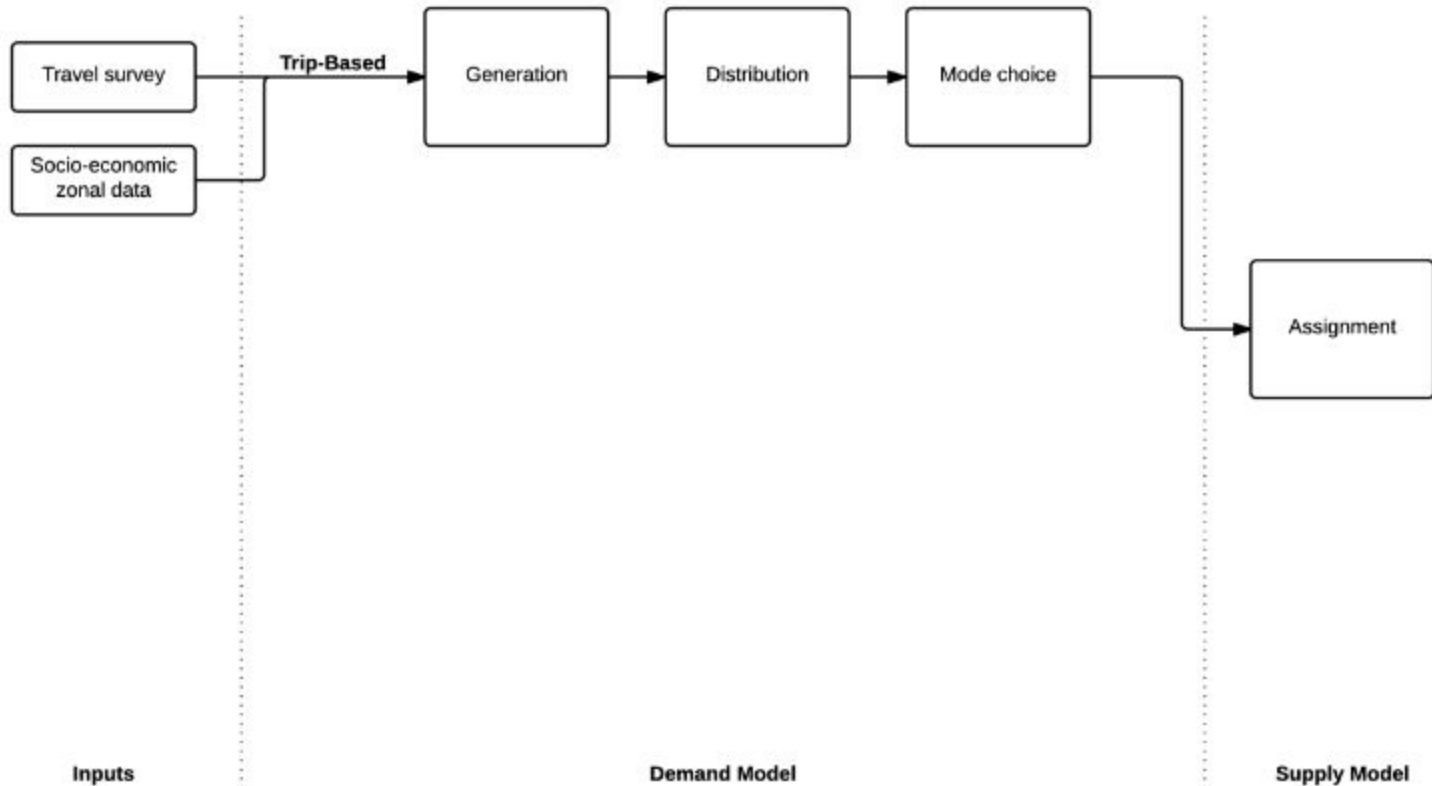 Travel survey
Trip-Based
Generation
Distribution
Mode choice
Socio-economic
zonal data
Assignment
Inputs
Demand Model
Supply Model